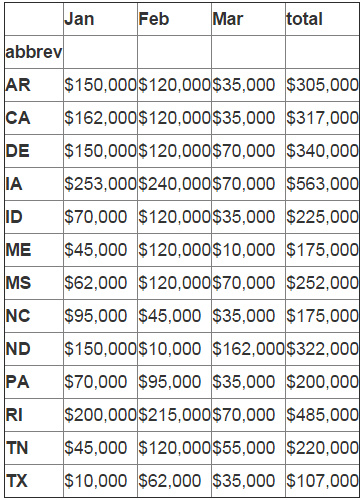 Jan Feb Mar total
abbrev
AR $150,000 $120,000 $35,000 $305,000
CA $162,000 $120,000 $35,000 $317,000
DE $150,000 $120,000 $70,000 $340,000
IA $253,000 $240,000 $70,000 $563,000
ID $70,000 $120,000 $35,000 $225,000
ME $45,000 $120,000 $10,000 $175,000
MS $62,000 $120,000 $70,000 $252,000
NC $95,000 $45,000 $35,000 $175,000
ND $150,000 $10,000 $162,000 $322,000
PA $70,000 $95,000 $35,000 $200,000
RI $200,000 $215,000 $70,000 $485,000
TN $45,000 $120,000 $55,000 $220,000
TX $10,000 $62,000 $35,000 $107,000